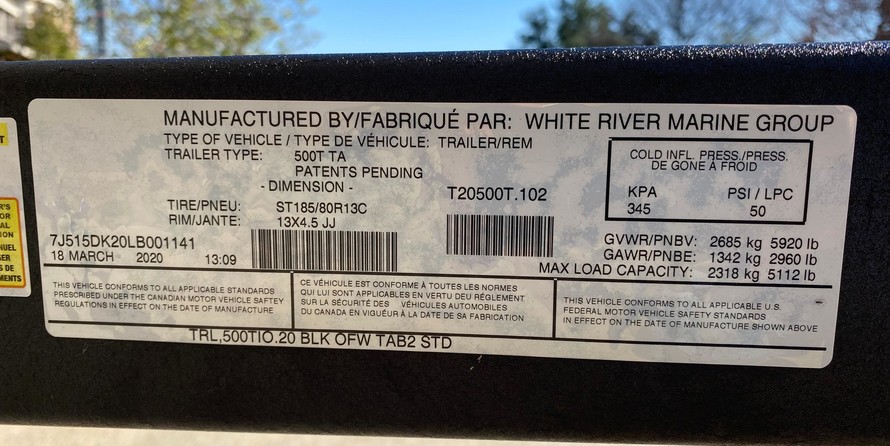 MANUFACTURED BY/FABRIQUÉ PAR: WHITE RIVER MARINE GROUP
TYPE OF VEHICLE / TYPE DE VÉHICULE: TRAILER/REM
TRAILER TYPE: 500T TA
PATENTS PENDING
- DIMENSION -
TIRE/PNEU: ST185/80R13C
RIM/JANTE: 13X4.5 JJ
T20500T.102
COLD INFL. PRESS./PRESS.
DE GONE À FROID
KPA PSI / LPC
345 50
7J515DK20LB001141
18 MARCH 2020 13:09
GVWR/PNBV: 2685 kg 5920 lb
GAWR/PNBE: 1342 kg 2960 lb
MAX LOAD CAPACITY: 2318 kg 5112 lb
THIS VEHICLE CONFORMS TO ALL APPLICABLE STANDARDS
PRESCRIBED UNDER THE CANADIAN MOTOR VEHICLE SAFTEY
REGULATIONS IN EFFECT ON THE DATE OF MANUFACTURE
CE VÉHICULE EST CONFORME À TOUTES LES NORMES
QUI LUI SONT APPLICABLES EN VERTU DEU RÉGLEMENT
SUR LA SÉCURITÉ DES VÉHICULES AUTOMOBILES
DU CANADA EN VIGUEUR À LA DATE DE SA FABRICATION
THIS VEHICLE CONFORMS TO ALL APPLICABLE U.S.
FEDERAL MOTOR VEHICLE SAFETY STANDARDS
IN EFFECT ON THE DATE OF MANUFACTURE SHOWN ABOVE
TRL,500TIO.20 BLK OFW TAB2 STD